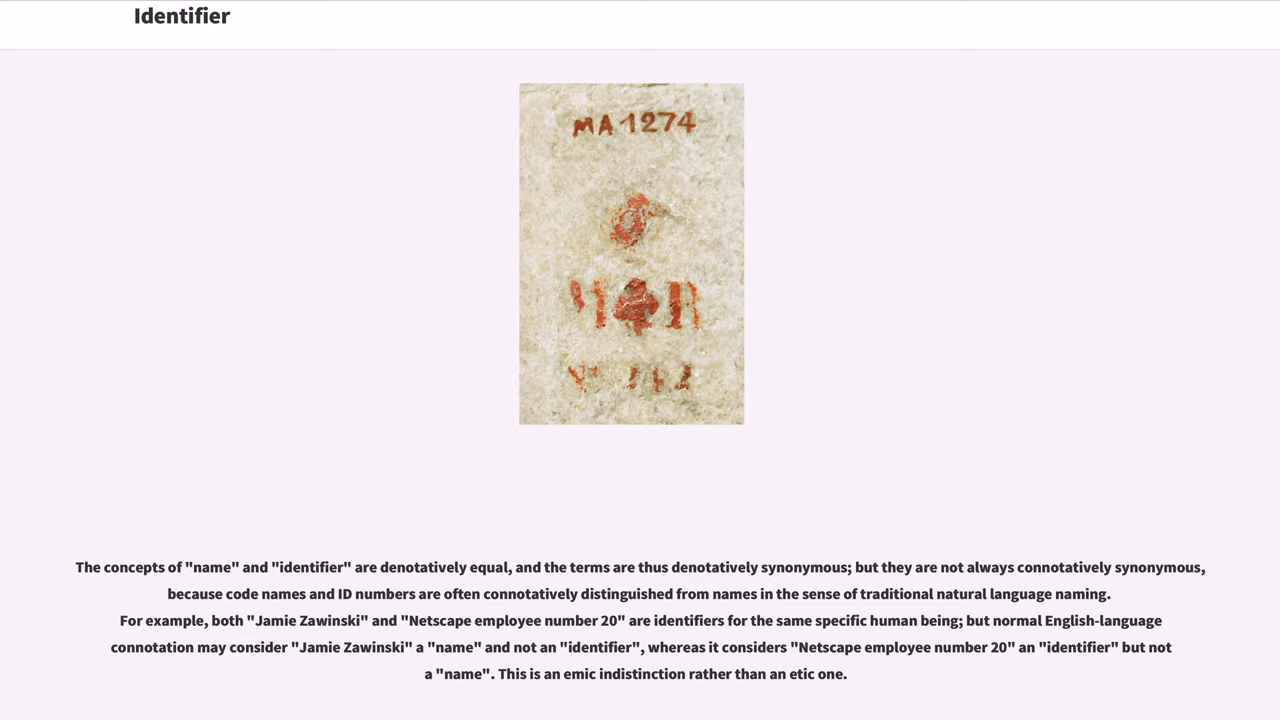 Identifier
MA 1274
The concepts of "name" and "identifier" are denotatively equal, and the terms are thus denotatively synonymous; but they are not always connotatively synonymous,
because code names and ID numbers are often connotatively distinguished from names in the sense of traditional natural language naming.
For example, both "Jamie Zawinski" and "Netscape employee number 20" are identifiers for the same specific human being; but normal English-language
connotation may consider "Jamie Zawinski" a "name" and not an "identifier", whereas it considers "Netscape employee number 20" an "identifier" but not
a "name". This is an emic indistinction rather than an etic one.